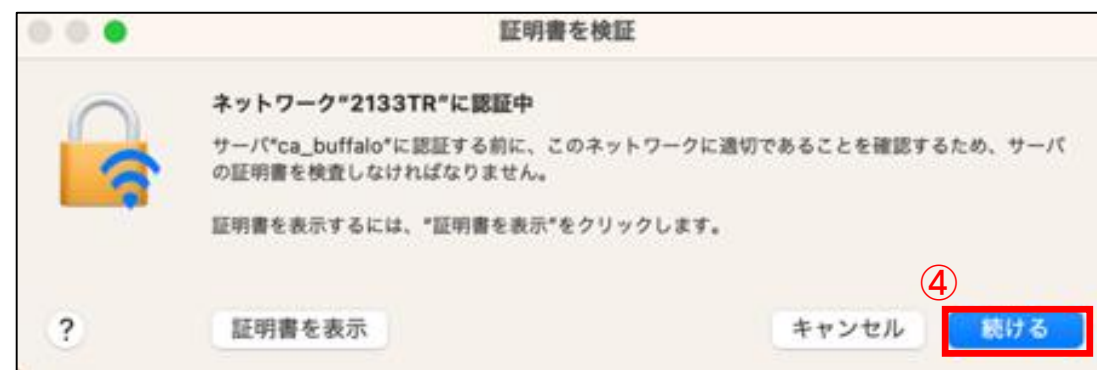 証明書を検証
ネットワーク"2133TR"に認証中
サーバ"ca_buffalo"に認証する前に、このネットワークに適切であることを確認するため、サーバ
の証明書を検査しなければなりません。
証明書を表示するには、"証明書を表示"をクリックします。
④
? 証明書を表示 キャンセル 続ける